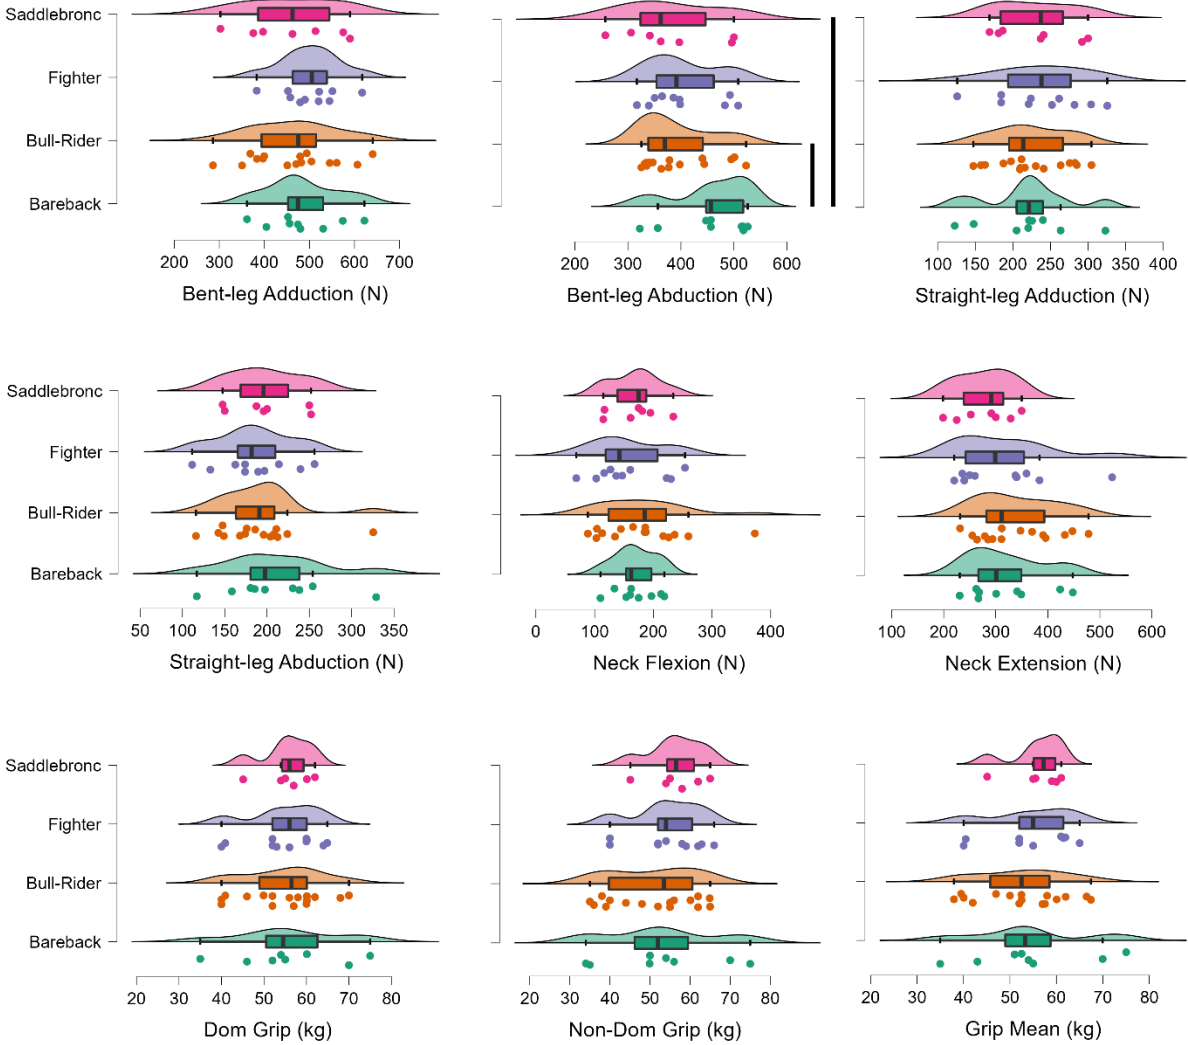 Saddlebronc
Fighter
Bull-Rider
Bareback
200 300 400 500 600 700
Bent-leg Adduction (N)
200 300 400 500 600
Bent-leg Abduction (N)
100 150 200 250 300 350 400
Straight-leg Adduction (N)
Saddlebronc
Fighter
Bull-Rider
Bareback
50 100 150 200 250 300 350
Straight-leg Abduction (N)
0 100 200 300 400
Neck Flexion (N)
100 200 300 400 500 600
Neck Extension (N)
Saddlebronc
Fighter
Bull-Rider
Bareback
20 30 40 50 60 70 80
Dom Grip (kg)
20 30 40 50 60 70 80
Non-Dom Grip (kg)
20 30 40 50 60 70 80
Grip Mean (kg)